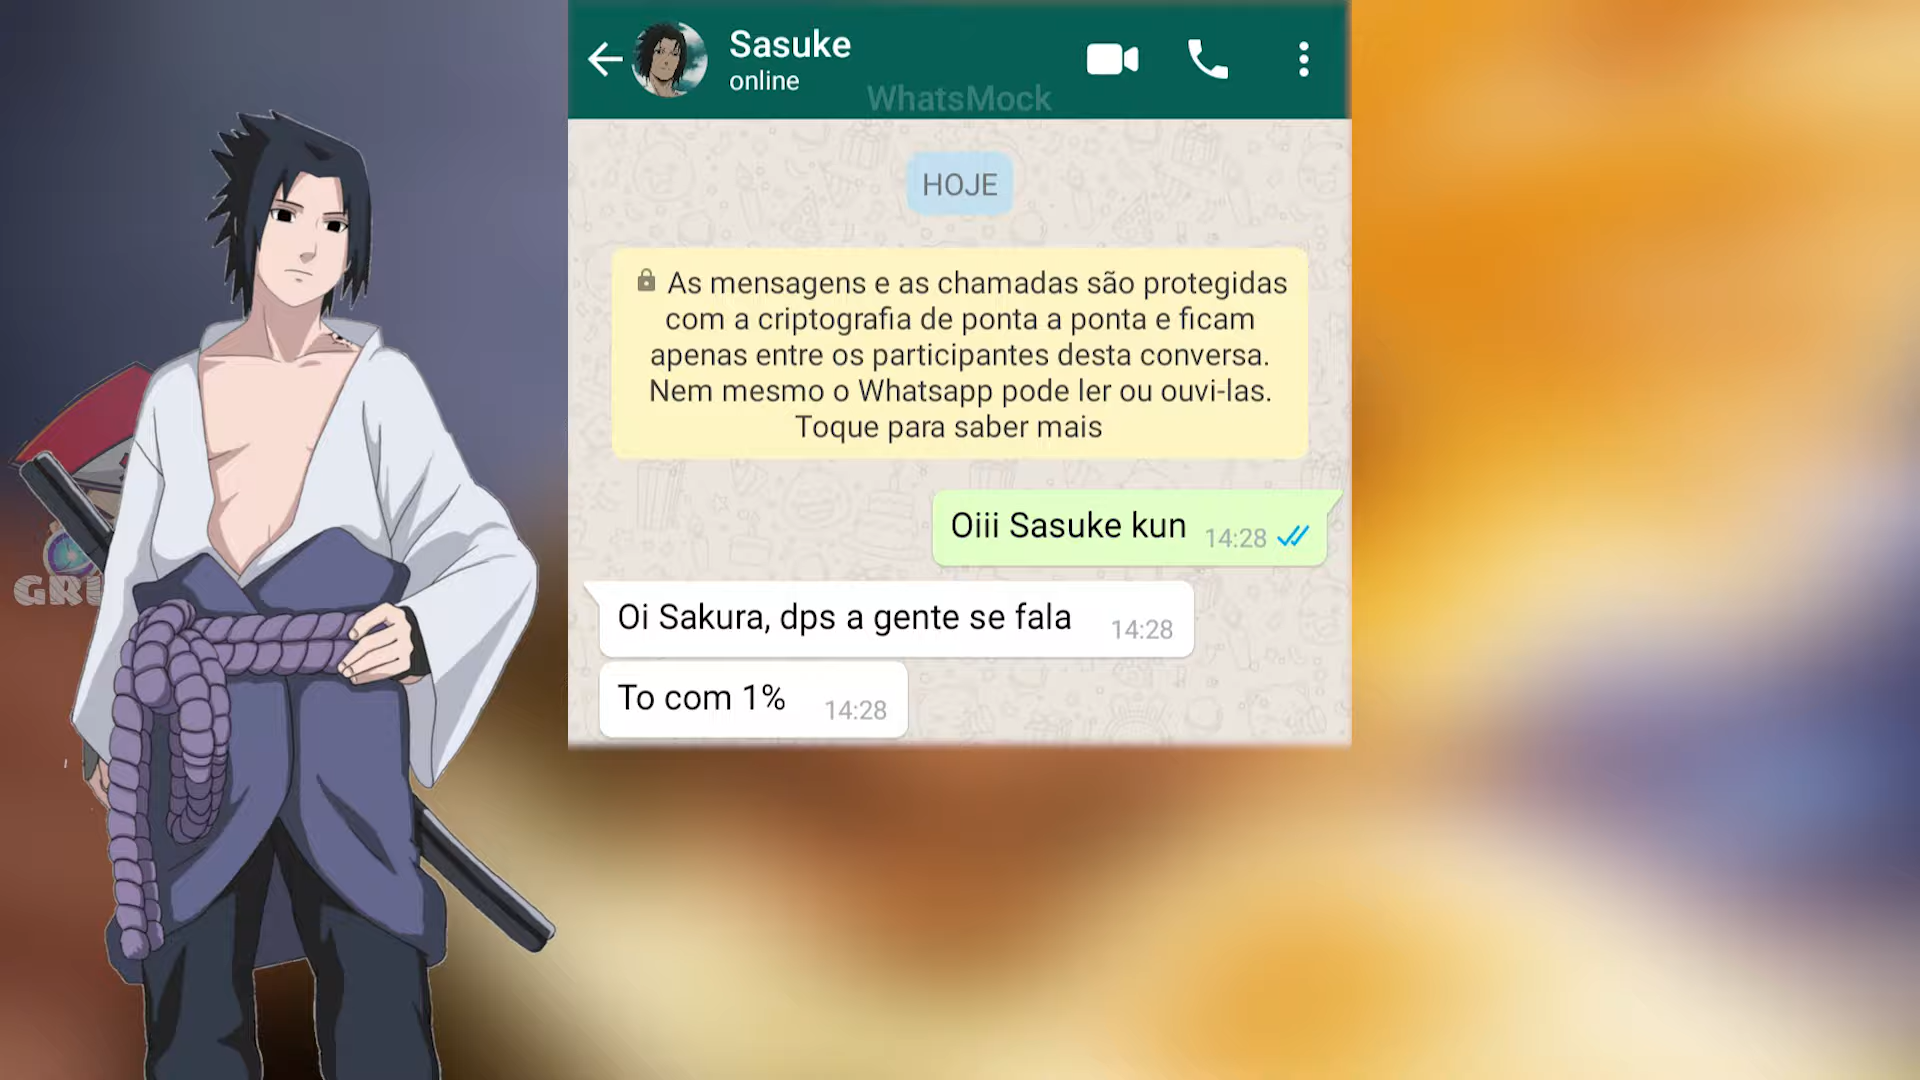 Sasuke
online
WhatsMock
HOJE
As mensagens e as chamadas são protegidas
com a criptografia de ponta a ponta e ficam
apenas entre os participantes desta conversa.
Nem mesmo o Whatsapp pode ler ou ouvi-las.
Toque para saber mais
Oiii Sasuke kun 14:28
Oi Sakura, dps a gente se fala 14:28
To com 1% 14:28